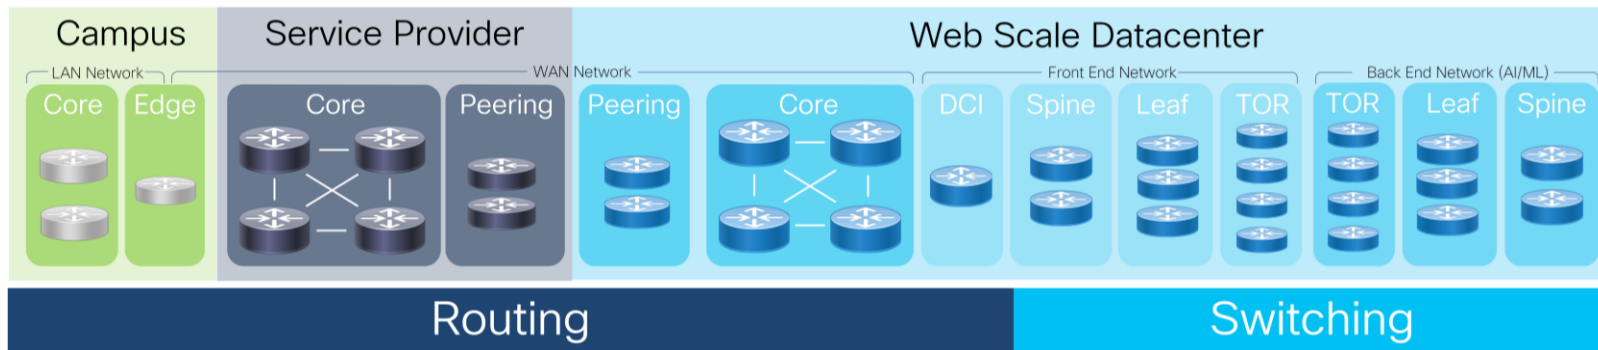 Campus
Service Provider
Web Scale Datacenter
LAN Network
WAN Network
Front End Network
Back End Network (AI/ML)
Core
Edge
Core
Peering
Peering
Core
DCI
Spine
Leaf
TOR
TOR
Leaf
Spine
Routing
Switching